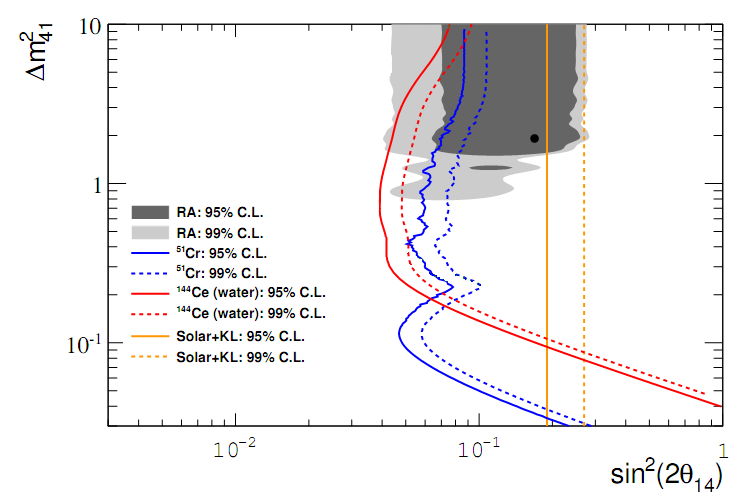 Δm²₄₁
10
1
10⁻¹
RA: 95% C.L.
RA: 99% C.L.
⁵¹Cr: 95% C.L.
⁵¹Cr: 99% C.L.
¹⁴⁴Ce (water): 95% C.L.
¹⁴⁴Ce (water): 99% C.L.
Solar+KL: 95% C.L.
Solar+KL: 99% C.L.
10⁻²
10⁻¹
1
sin²(2θ₁₄)